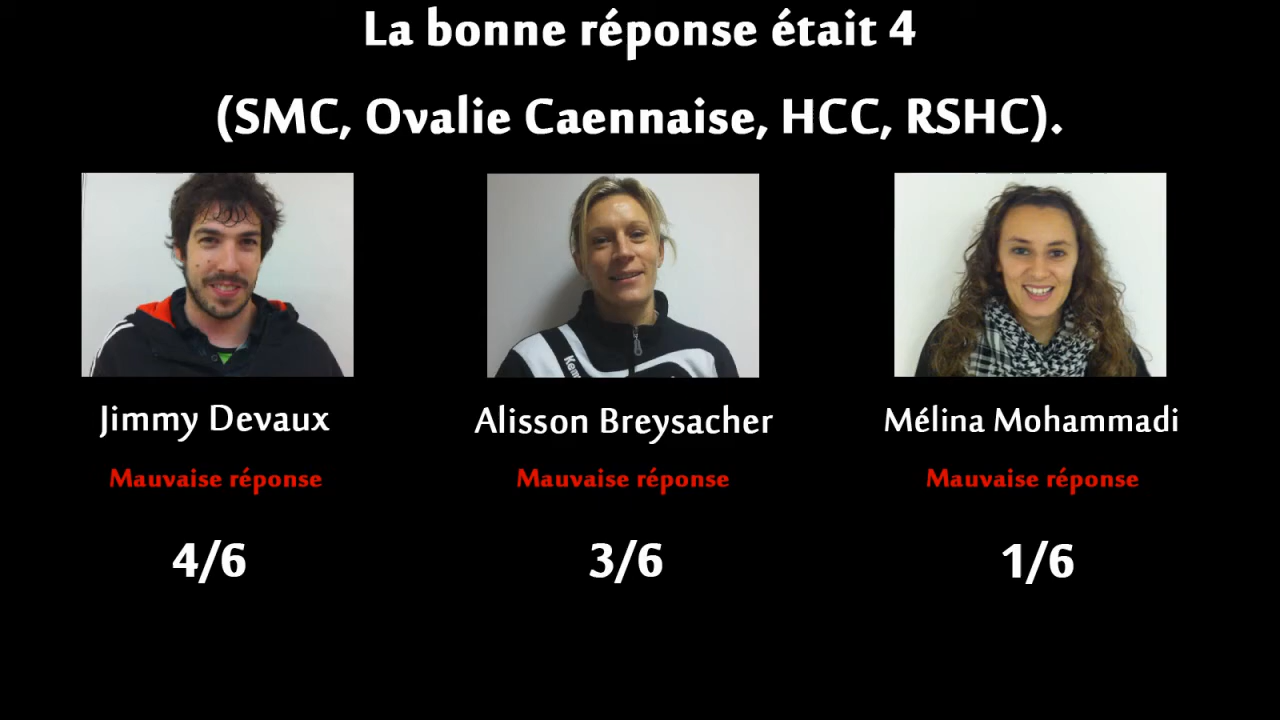 La bonne réponse était 4
(SMC, Ovalie Caennaise, HCC, RSHC).
Jimmy Devaux
Alisson Breysacher
Mélina Mohammadi
Mauvaise réponse
Mauvaise réponse
Mauvaise réponse
4/6
3/6
1/6